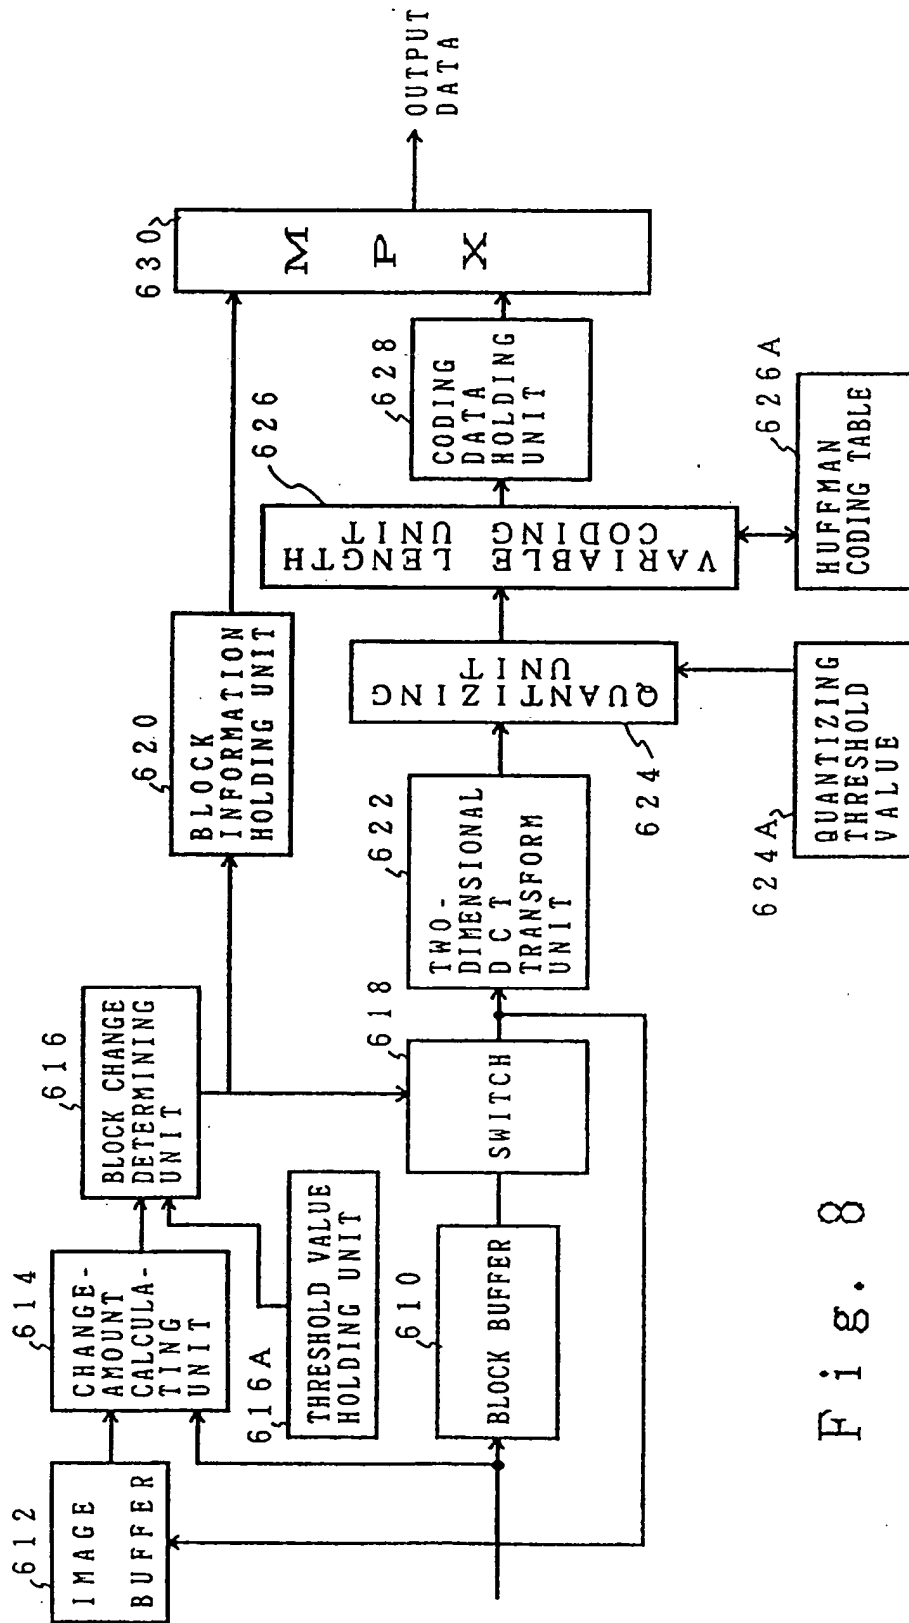 612
IMAGE
BUFFER
614
CHANGE-
AMOUNT
CALCULA-
TING
UNIT
616
BLOCK CHANGE
DETERMINING
UNIT
616A
THRESHOLD VALUE
HOLDING UNIT
610
BLOCK BUFFER
618
SWITCH
620
BLOCK
INFORMATION
HOLDING UNIT
622
TWO-
DIMENSIONAL
DCT
TRANSFORM
UNIT
624
QUANTIZING
UNIT
624A
QUANTIZING
THRESHOLD
VALUE
626
VARIABLE LENGTH
CODING UNIT
626A
HUFFMAN
CODING TABLE
628
CODING
DATA
HOLDING
UNIT
630
MPX
OUTPUT
DATA
Fig. 8